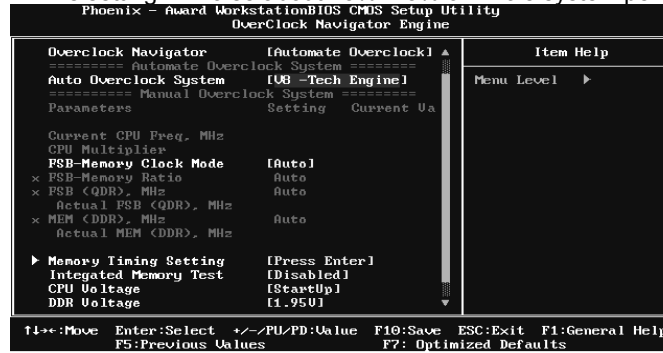 Phoenix - Award WorkstationBIOS CMOS Setup Utility
OverClock Navigator Engine
Overclock Navigator [Automate Overclock]
========= Automate Overclock System ========
Auto Overclock System [V8 -Tech Engine]
========== Manual Overclock System =========
Parameters Setting Current Va
Current CPU Freq, MHz
CPU Multiplier
FSB-Memory Clock Mode [Auto]
x FSB-Memory Ratio Auto
x FSB (QDR), MHz Auto
Actual FSB (QDR), MHz
x MEM (DDR), MHz Auto
Actual MEM (DDR), MHz
▶ Memory Timing Setting [Press Enter]
Integated Memory Test [Disabled]
CPU Voltage [StartUp]
DDR Voltage [1.95V]
Item Help
Menu Level ▶
↑↓→←:Move Enter:Select +/-/PU/PD:Value F10:Save ESC:Exit F1:General Help
F5:Previous Values F7: Optimized Defaults